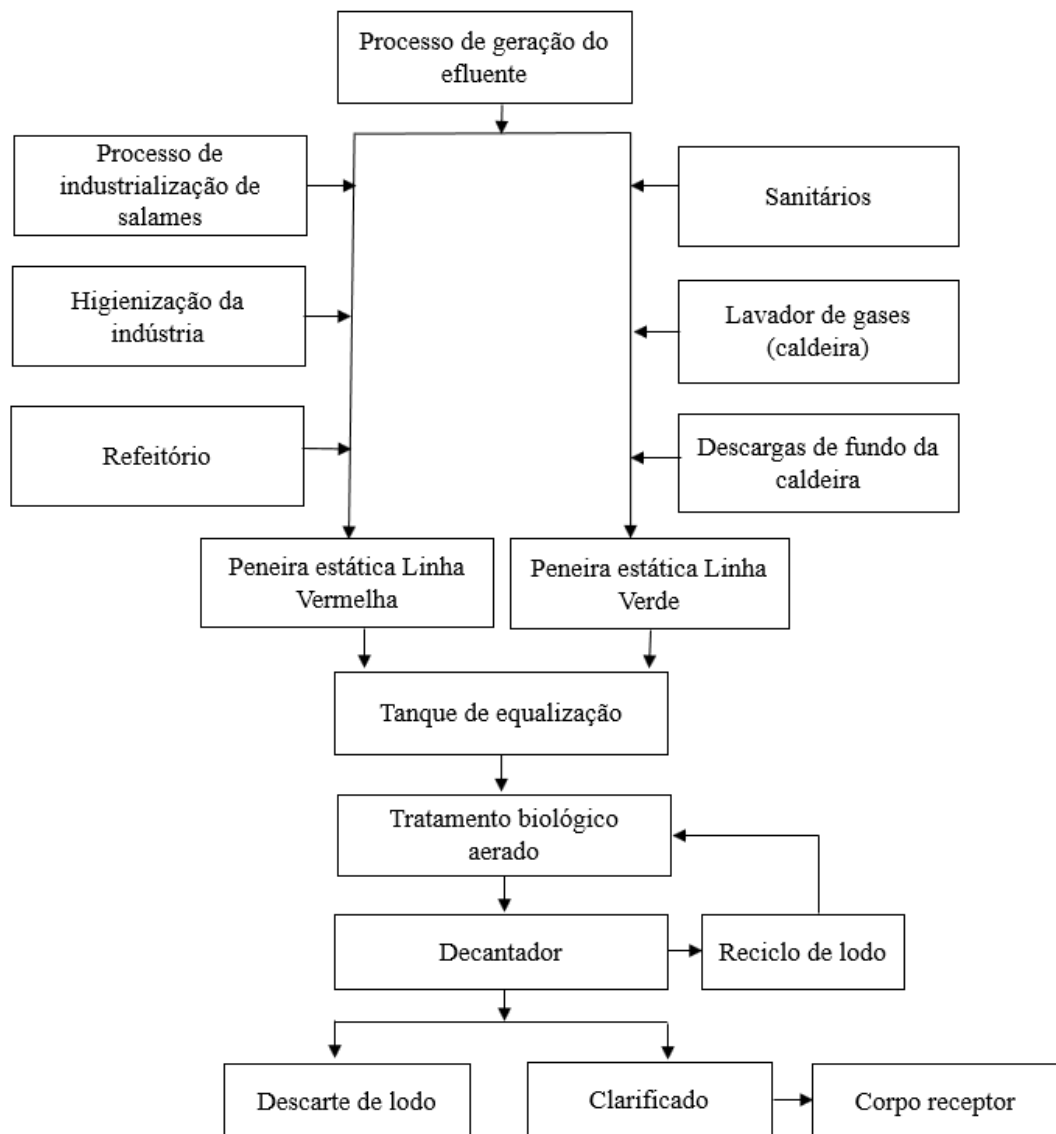 Processo de geração do
efluente
Processo de
industrialização de
salames
Sanitários
Higienização da
indústria
Lavador de gases
(caldeira)
Refeitório
Descargas de fundo da
caldeira
Peneira estática Linha
Vermelha
Peneira estática Linha
Verde
Tanque de equalização
Tratamento biológico
aerado
Decantador
Reciclo de lodo
Descarte de lodo
Clarificado
Corpo receptor